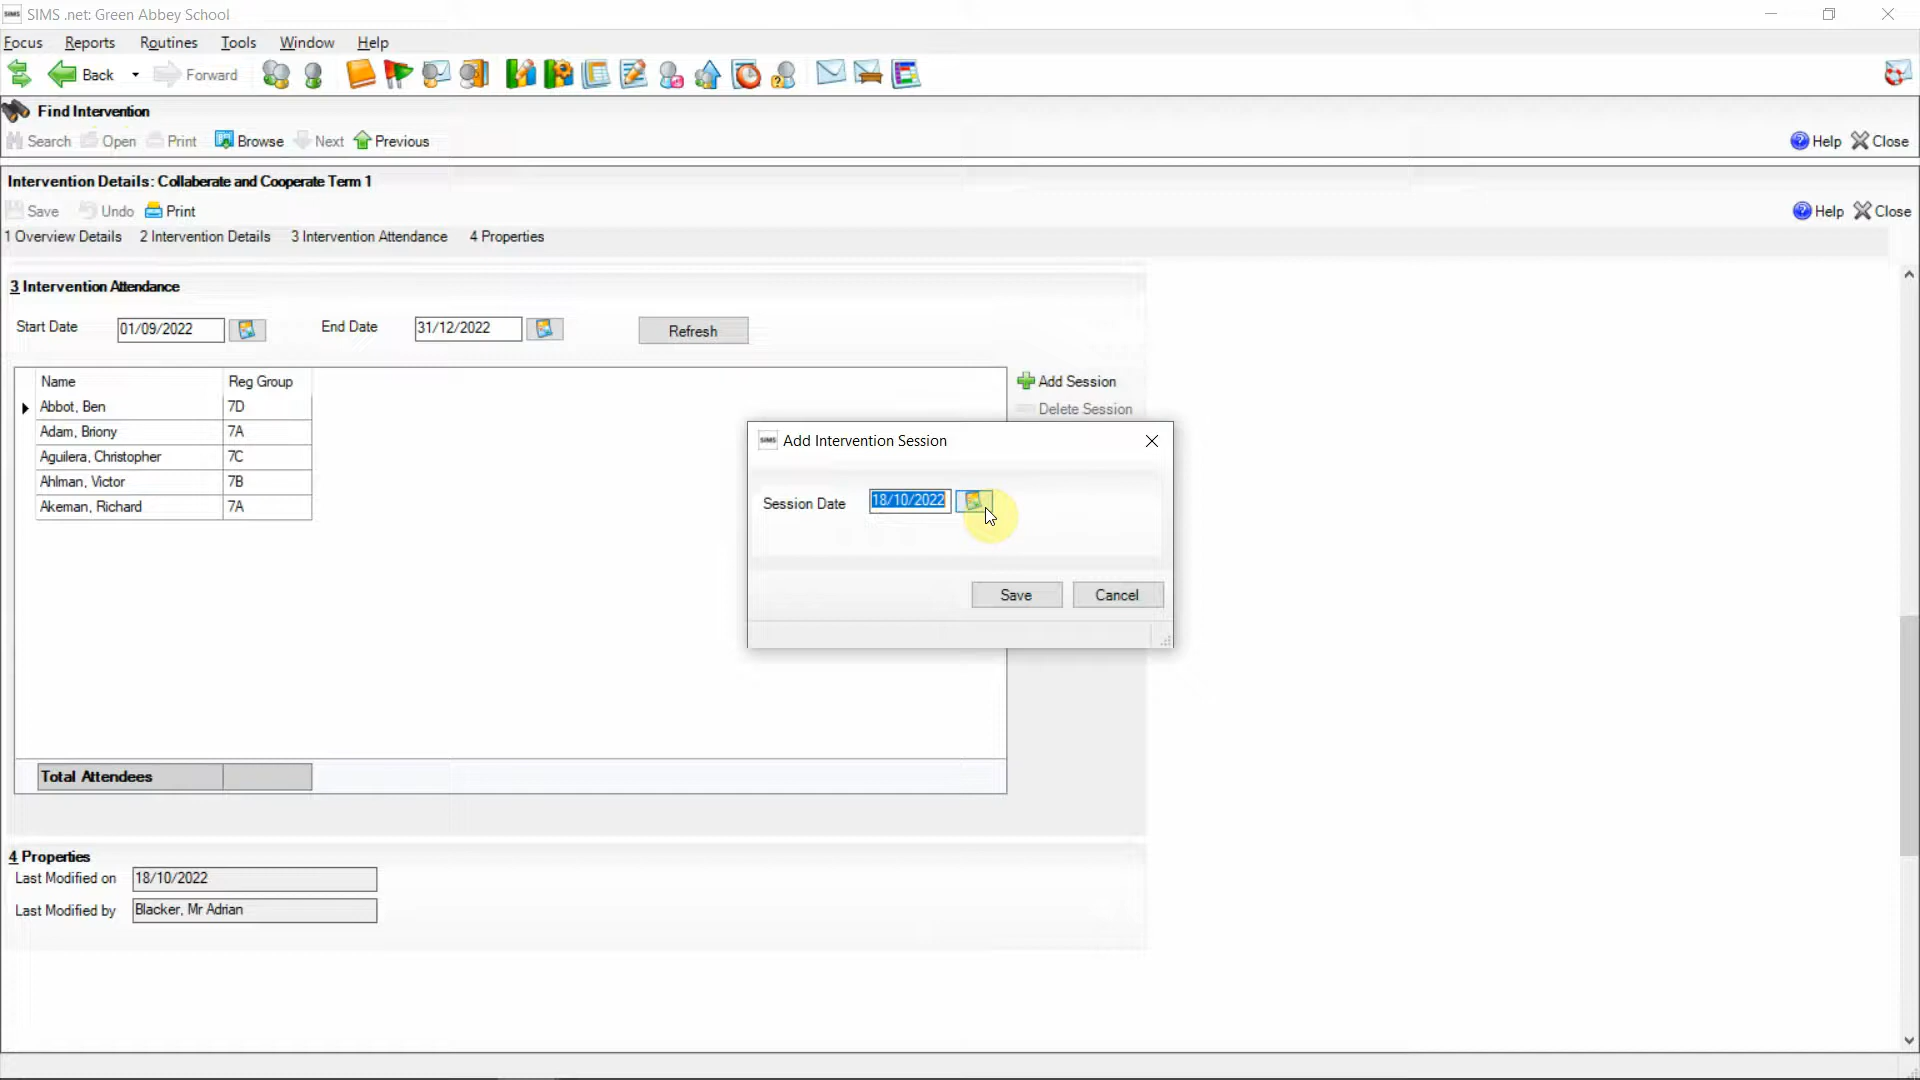 SIMS SIMS .net: Green Abbey School
Focus Reports Routines Tools Window Help
Back Forward
Find Intervention
Search Open Print Browse Next Previous Help Close
Intervention Details: Collaberate and Cooperate Term 1
Save Undo Print Help Close
1 Overview Details 2 Intervention Details 3 Intervention Attendance 4 Properties
3 Intervention Attendance
Start Date 01/09/2022 End Date 31/12/2022 Refresh
Name Reg Group Add Session
Abbot, Ben 7D Delete Session
Adam, Briony 7A
Aguilera, Christopher 7C
Ahlman, Victor 7B
Akeman, Richard 7A
SIMS Add Intervention Session
Session Date 18/10/2022
Save Cancel
Total Attendees
4 Properties
Last Modified on 18/10/2022
Last Modified by Blacker, Mr Adrian